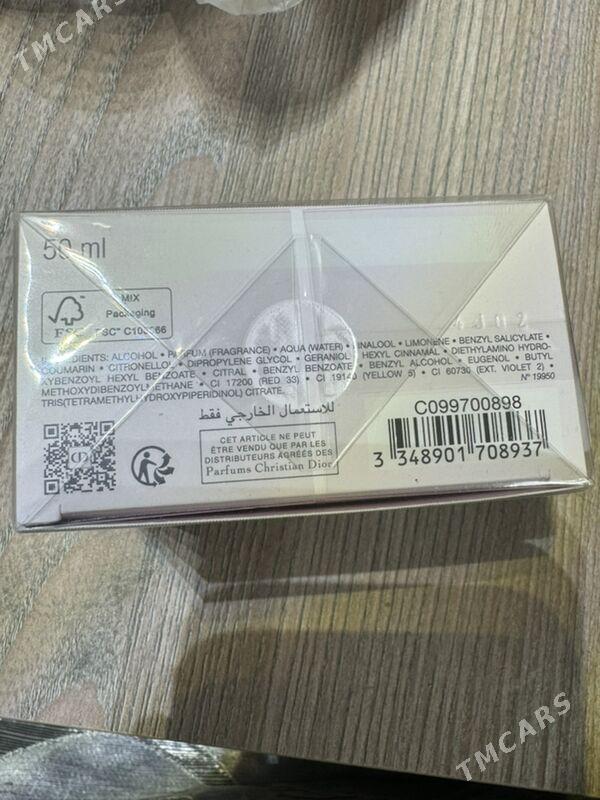 TMCARS
50 ml
MIX
Packaging
FSC
FSC™ C103566
INGREDIENTS: ALCOHOL • PARFUM (FRAGRANCE) • AQUA (WATER) • LINALOOL • LIMONENE • BENZYL SALICYLATE •
COUMARIN • CITRONELLOL • DIPROPYLENE GLYCOL • GERANIOL • HEXYL CINNAMAL • DIETHYLAMINO HYDRO-
XYBENZOYL HEXYL BENZOATE • CITRAL • BENZYL BENZOATE • BENZYL ALCOHOL • EUGENOL • BUTYL
METHOXYDIBENZOYLMETHANE • CI 17200 (RED 33) • CI 19140 (YELLOW 5) • CI 60730 (EXT. VIOLET 2) •
TRIS(TETRAMETHYLHYDROXYPIPERIDINOL) CITRATE.
N° 19950
للاستعمال الخارجي فقط
C099700898
CET ARTICLE NE PEUT
ÊTRE VENDU QUE PAR LES
DISTRIBUTEURS AGRÉÉS DES
Parfums Christian Dior
3 348901 708937
TMCARS